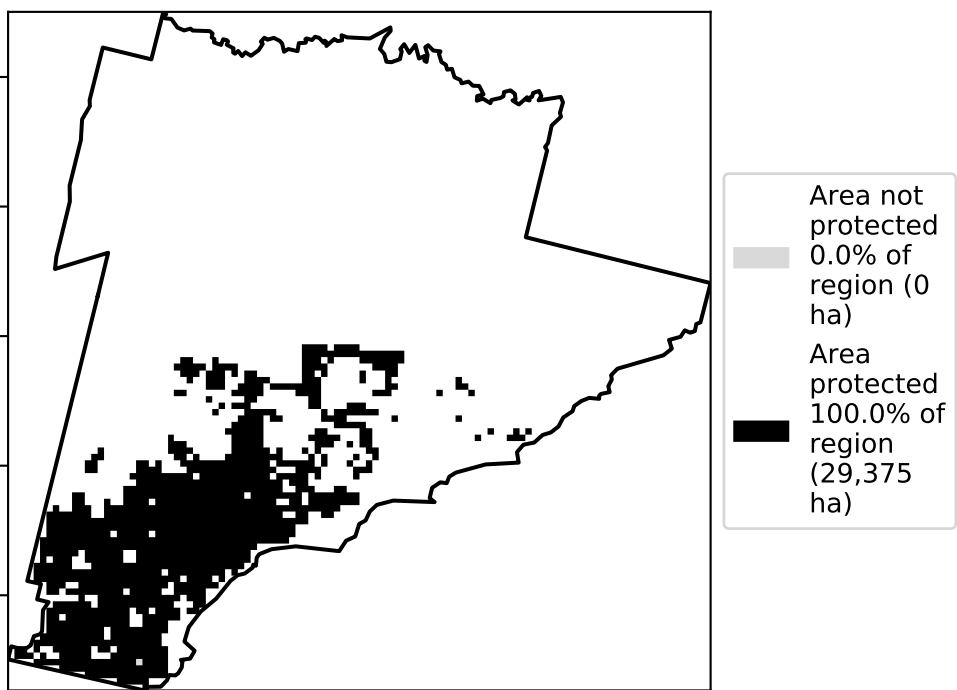 Area not
protected
0.0% of
region (0
ha)
Area
protected
100.0% of
region
(29,375
ha)